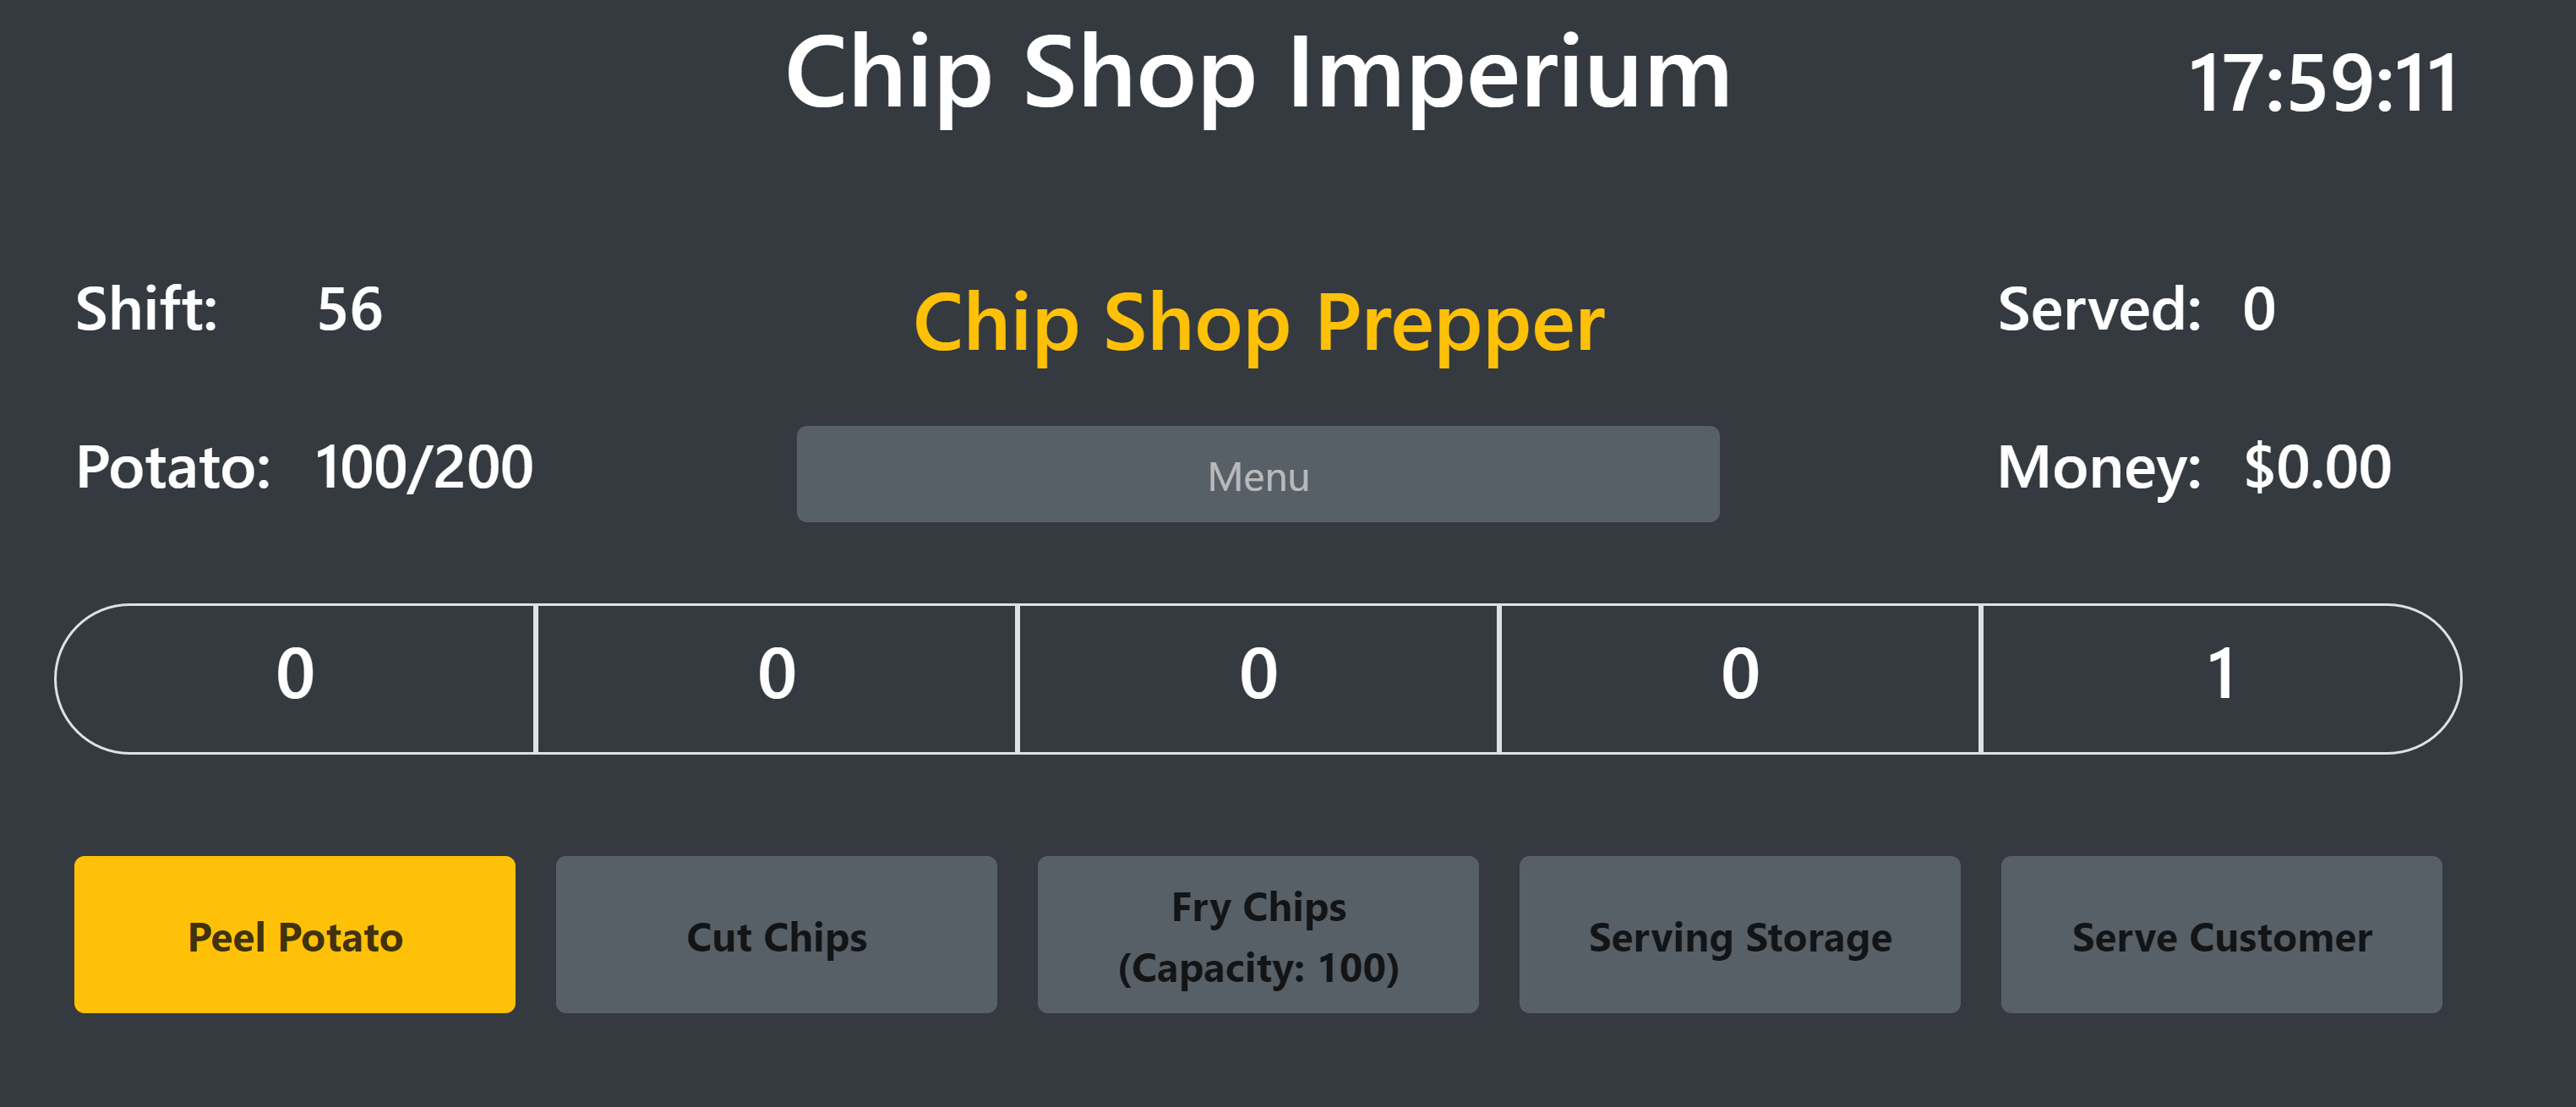 Chip Shop Imperium
17:59:11
Shift: 56
Chip Shop Prepper
Served: 0
Potato: 100/200
Menu
Money: $0.00
0 0 0 0 1
Peel Potato
Cut Chips
Fry Chips
(Capacity: 100)
Serving Storage
Serve Customer